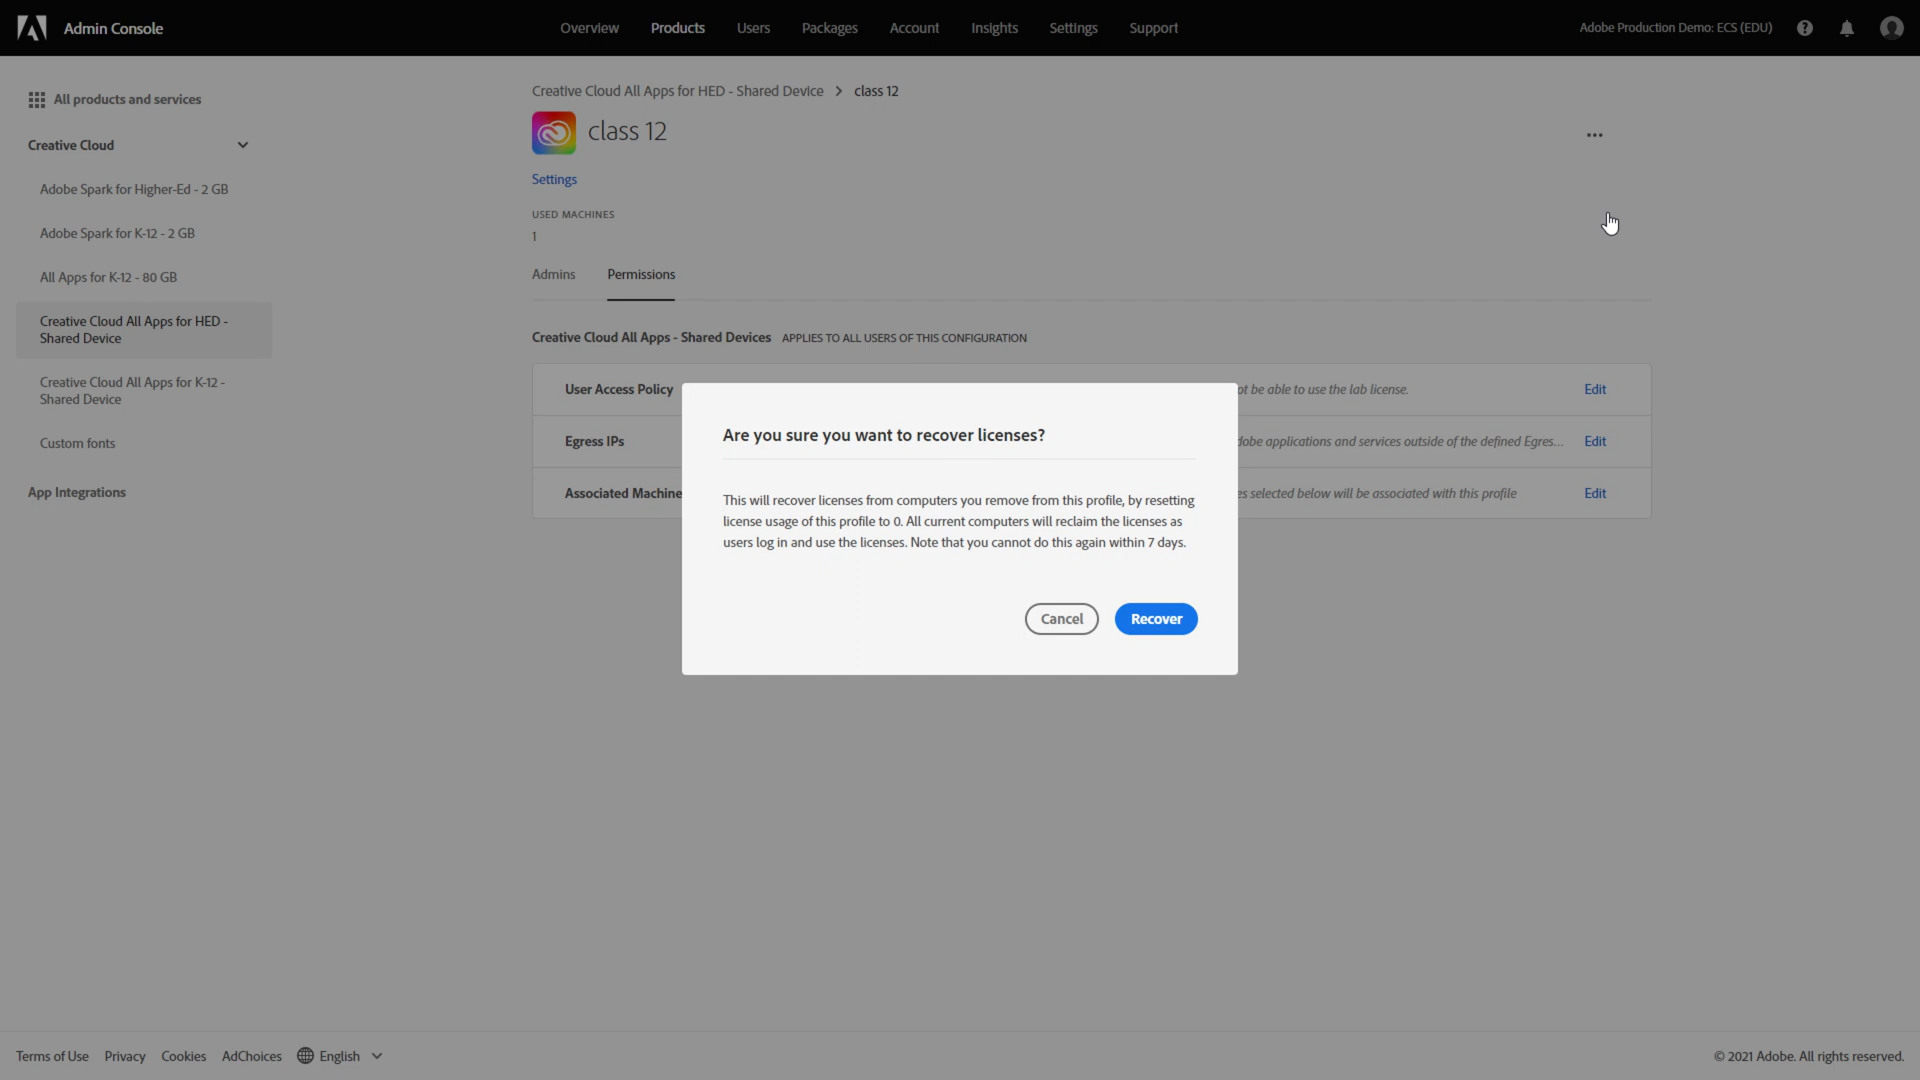 Admin Console
Overview
Products
Users
Packages
Account
Insights
Settings
Support
Adobe Production Demo: ECS (EDU)
All products and services
Creative Cloud
Adobe Spark for Higher-Ed - 2 GB
Adobe Spark for K-12 - 2 GB
All Apps for K-12 - 80 GB
Creative Cloud All Apps for HED -
Shared Device
Creative Cloud All Apps for K-12 -
Shared Device
Custom fonts
App Integrations
Creative Cloud All Apps for HED - Shared Device > class 12
class 12
Settings
USED MACHINES
1
Admins
Permissions
Creative Cloud All Apps - Shared Devices APPLIES TO ALL USERS OF THIS CONFIGURATION
User Access Policy
be able to use the lab license.
Edit
Egress IPs
applications and services outside of the defined Egres...
Edit
Associated Machine
selected below will be associated with this profile
Edit
Are you sure you want to recover licenses?
This will recover licenses from computers you remove from this profile, by resetting
license usage of this profile to 0. All current computers will reclaim the licenses as
users log in and use the licenses. Note that you cannot do this again within 7 days.
Cancel
Recover
Terms of Use
Privacy
Cookies
AdChoices
English
© 2021 Adobe. All rights reserved.